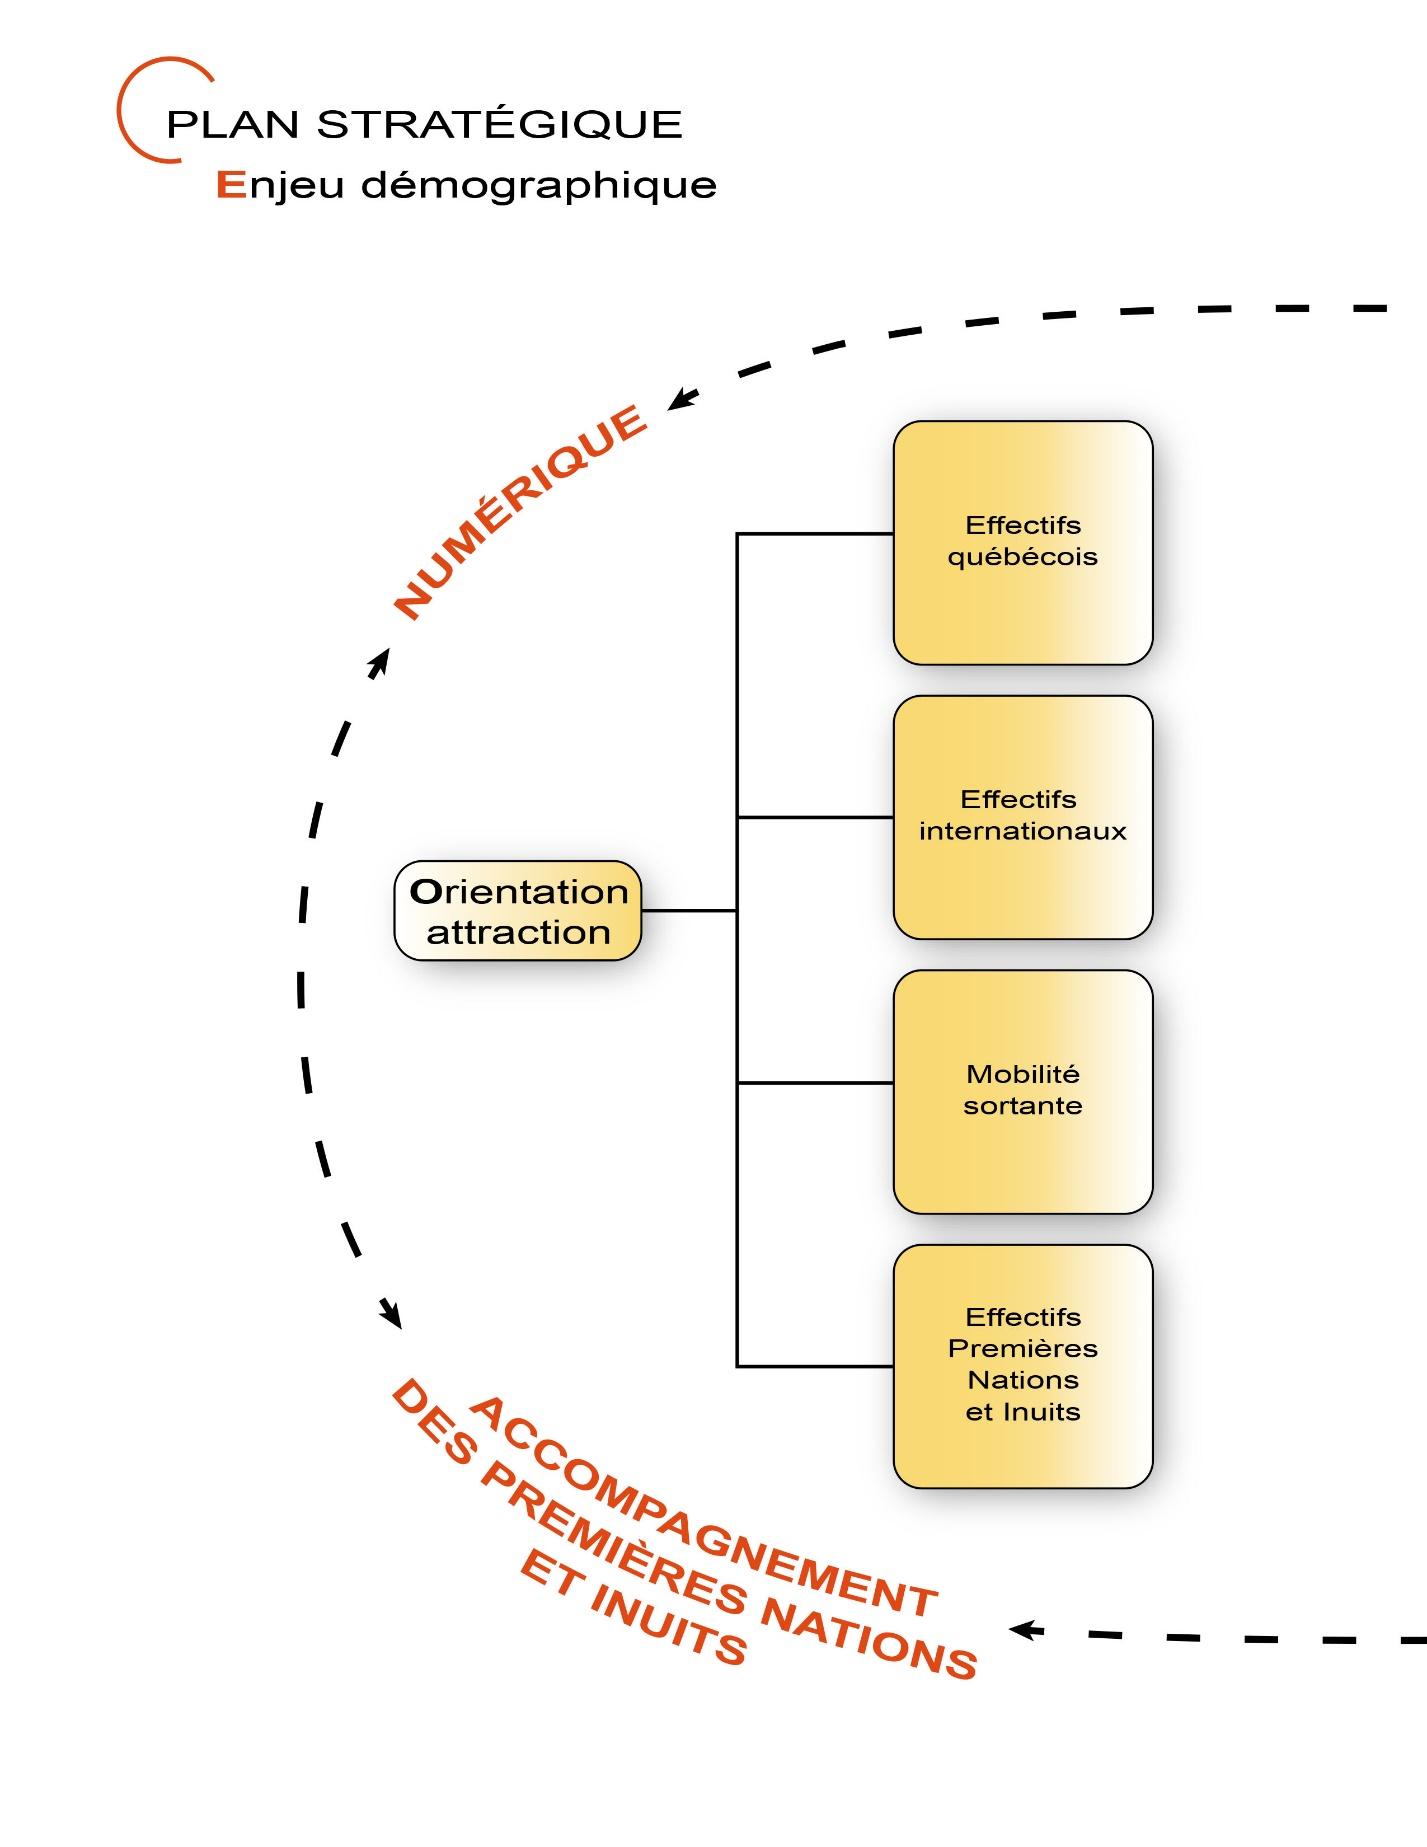 PLAN STRATÉGIQUE
Enjeu démographique
NUMÉRIQUE
Effectifs
québécois
Effectifs
internationaux
Orientation
attraction
Mobilité
sortante
Effectifs
Premières
Nations
et Inuits
ACCOMPAGNEMENT
DES PREMIÈRES NATIONS
ET INUITS